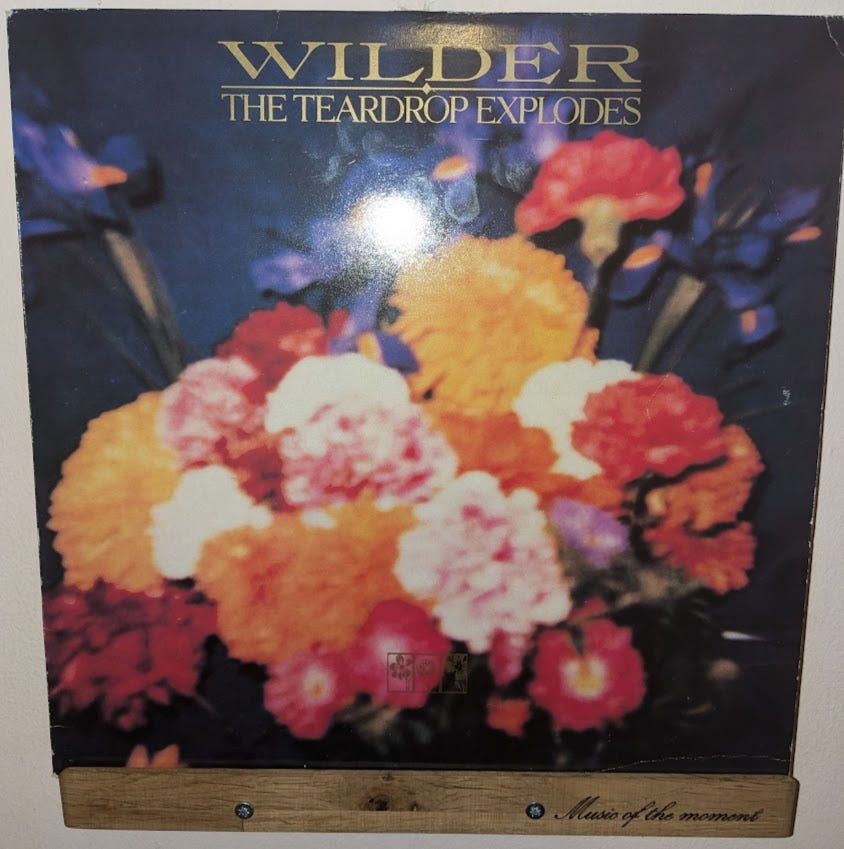 WILDER
THE TEARDROP EXPLODES
Music of the moment